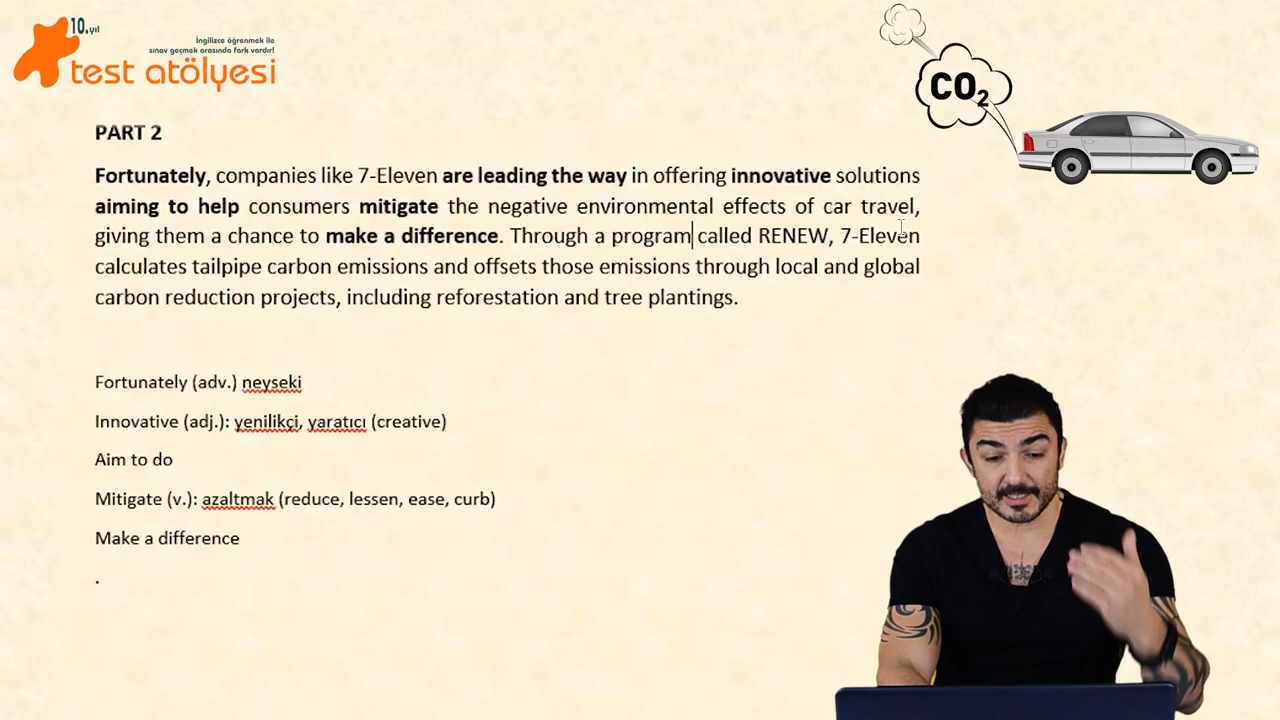 10.yıl
İngilizce öğrenmek ile
sınav geçmek arasında fark vardır!
test atölyesi
CO2
PART 2
Fortunately, companies like 7-Eleven are leading the way in offering innovative solutions
aiming to help consumers mitigate the negative environmental effects of car travel,
giving them a chance to make a difference. Through a program called RENEW, 7-Eleven
calculates tailpipe carbon emissions and offsets those emissions through local and global
carbon reduction projects, including reforestation and tree plantings.
Fortunately (adv.) neyseki
Innovative (adj.): yenilikçi, yaratıcı (creative)
Aim to do
Mitigate (v.): azaltmak (reduce, lessen, ease, curb)
Make a difference
.